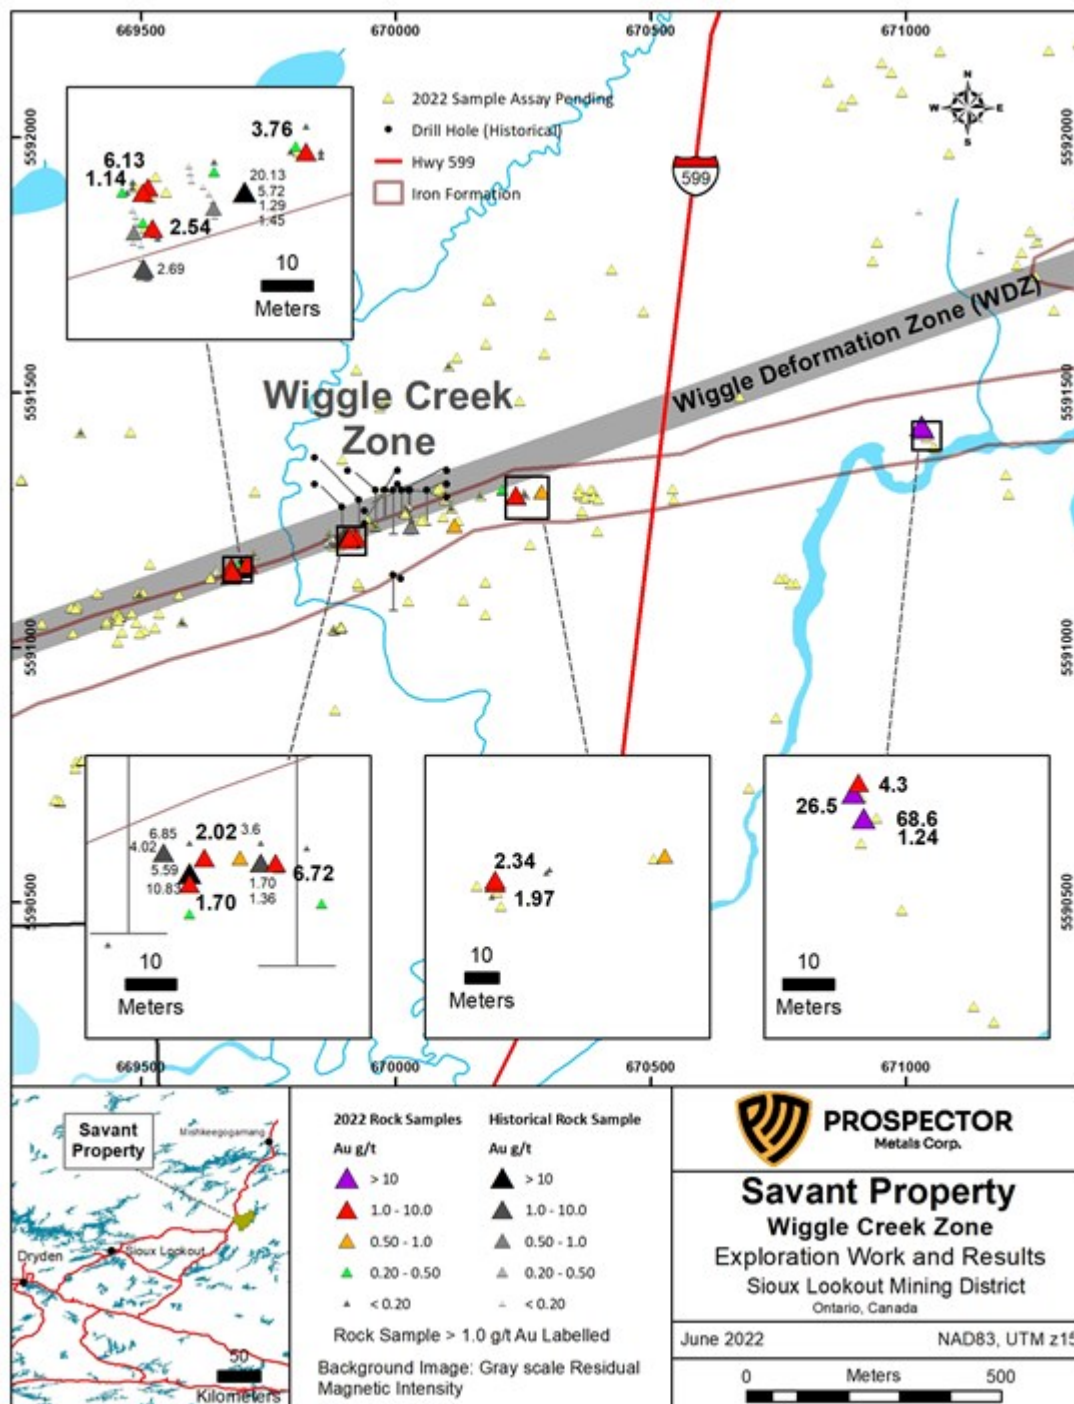 669500
670000
670500
671000
5592000
5592000
5591500
5591500
5591000
5591000
5590500
5590500
2022 Sample Assay Pending
Drill Hole (Historical)
Hwy 599
Iron Formation
N
W
E
S
599
3.76
6.13
1.14
20.13
5.72
1.29
1.45
2.54
2.69
10
Meters
Wiggle Creek
Zone
Wiggle Deformation Zone (WDZ)
6.85
4.02
2.02
3.6
5.59
10.83
6.72
1.70
1.36
1.70
10
Meters
2.34
1.97
10
Meters
4.3
26.5
68.6
1.24
10
Meters
669500
670000
670500
671000
Savant
Property
Mishkeegogamang
Sioux Lookout
Dryden
50
Kilometers
2022 Rock Samples
Au g/t
> 10
1.0 - 10.0
0.50 - 1.0
0.20 - 0.50
< 0.20
Historical Rock Sample
Au g/t
> 10
1.0 - 10.0
0.50 - 1.0
0.20 - 0.50
< 0.20
Rock Sample > 1.0 g/t Au Labelled
Background Image: Gray scale Residual
Magnetic Intensity
PROSPECTOR
Metals Corp.
Savant Property
Wiggle Creek Zone
Exploration Work and Results
Sioux Lookout Mining District
Ontario, Canada
June 2022
NAD83, UTM z15
0
Meters
500